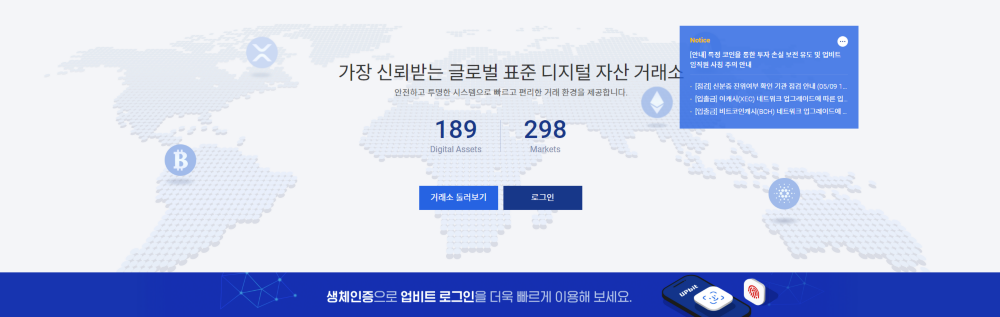 Notice
[안내] 특정 코인을 통한 투자 손실 보전 유도 및 업비트
임직원 사칭 주의 안내
· [점검] 신분증 진위여부 확인 기관 점검 안내 (05/09 1...
· [입출금] 이캐시(XEC) 네트워크 업그레이드에 따른 입...
· [입출금] 비트코인캐시(BCH) 네트워크 업그레이드에...
가장 신뢰받는 글로벌 표준 디지털 자산 거래소
안전하고 투명한 시스템으로 빠르고 편리한 거래 환경을 제공합니다.
189 298
Digital Assets Markets
거래소 둘러보기 로그인
생체인증으로 업비트 로그인을 더욱 빠르게 이용해 보세요.
UPbit